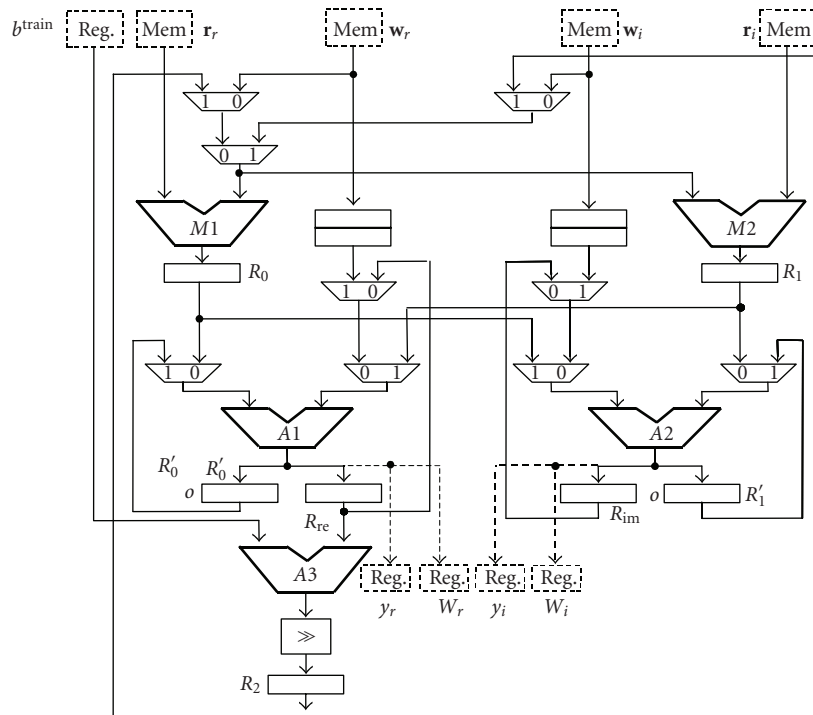 b^train Reg. Mem r_r Mem w_r Mem w_i r_i Mem
1 0 1 0
0 1
M1 M2
R_0 R_1
1 0 0 1
1 0 0 1 1 0 0 1
A1 A2
R'_0 R'_0
o o R'_1
R_re R_im
A3 Reg. Reg. Reg. Reg.
y_r W_r y_i W_i
≫
R_2